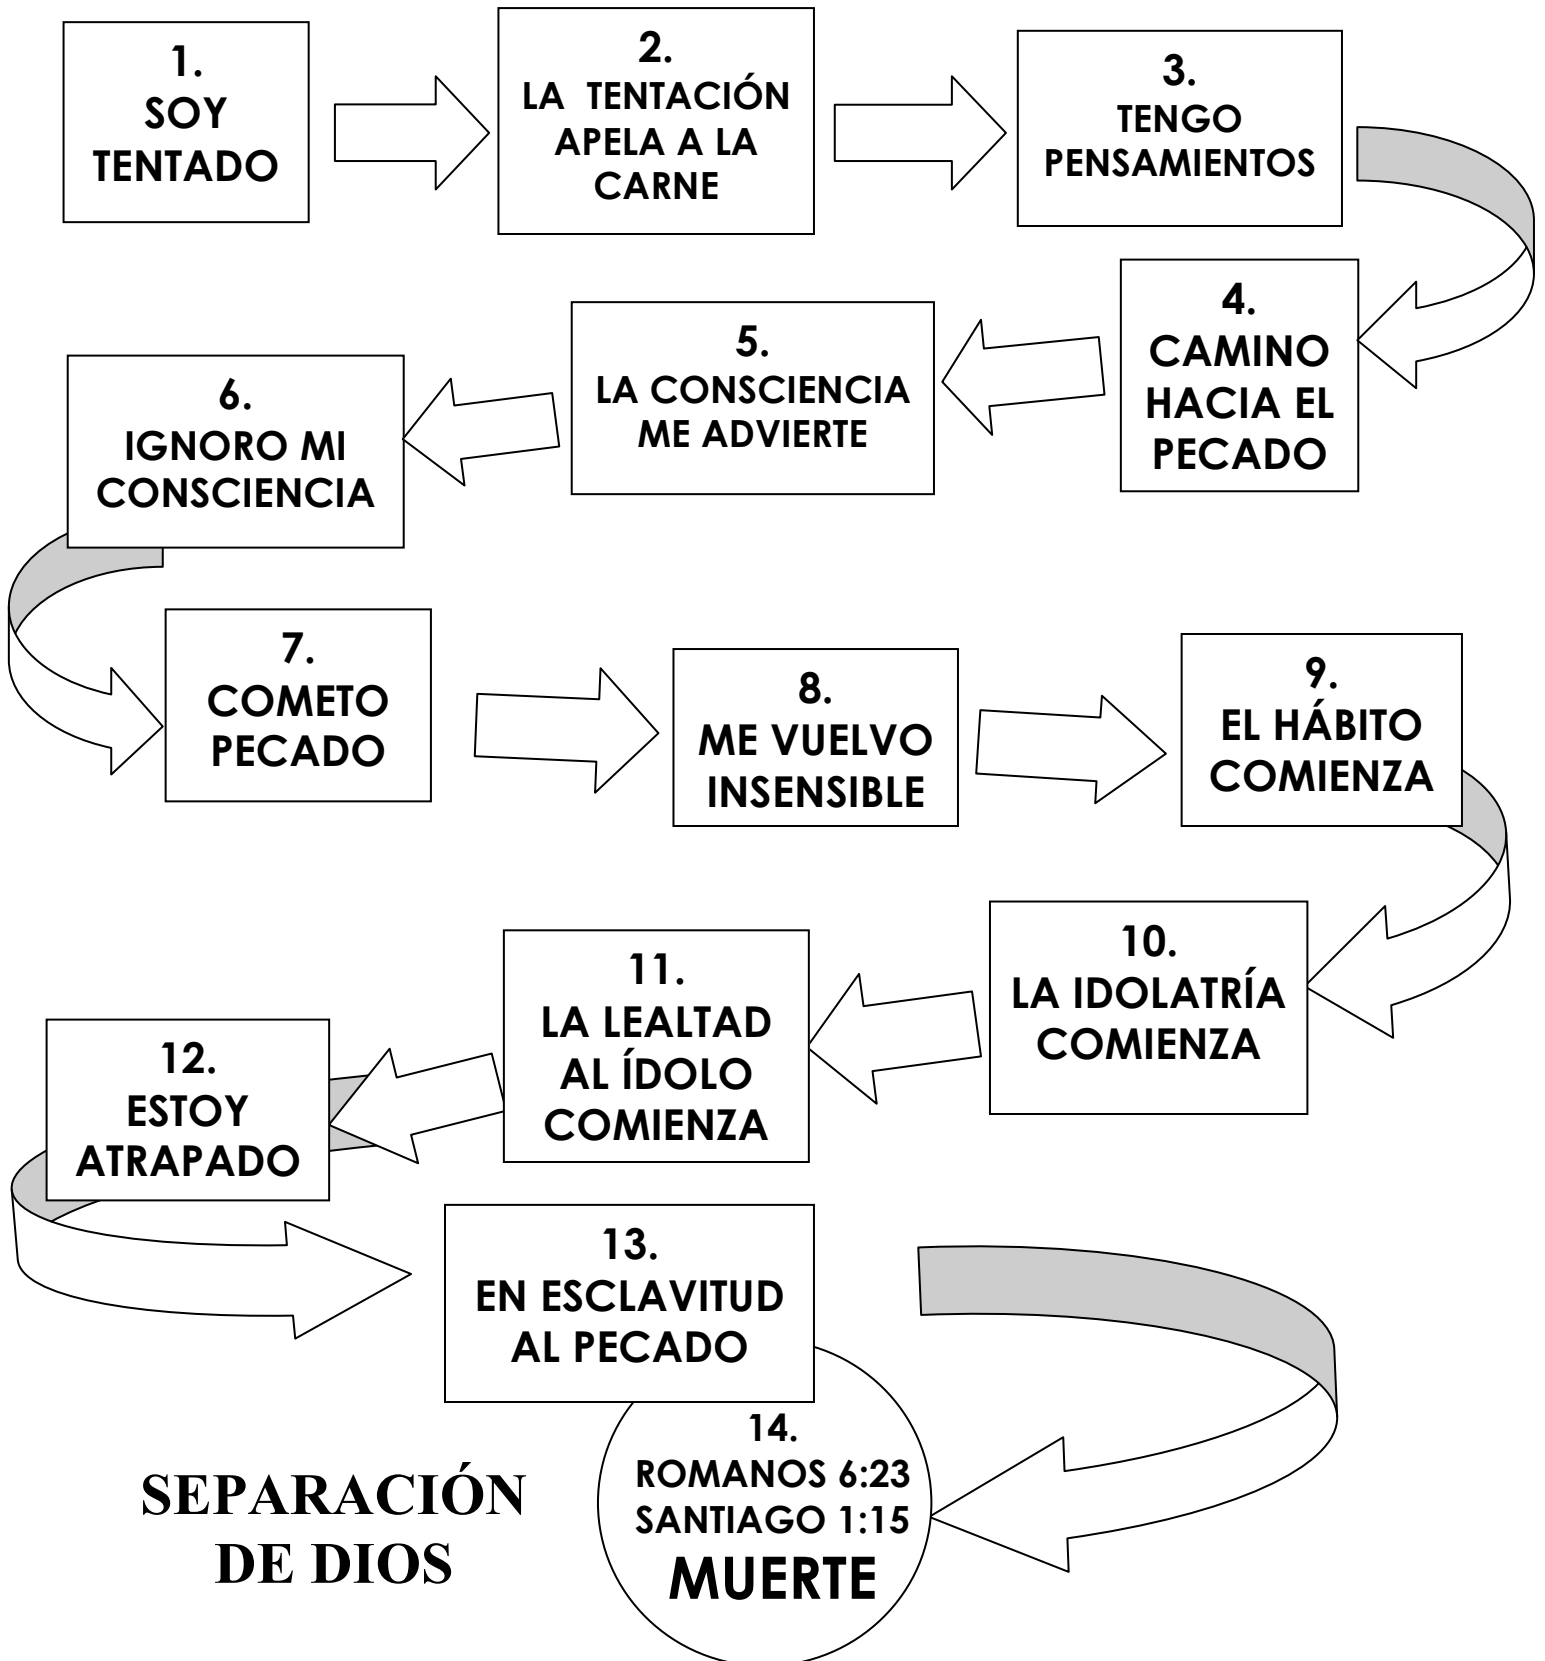 1.
SOY
TENTADO
2.
LA TENTACIÓN
APELA A LA
CARNE
3.
TENGO
PENSAMIENTOS
4.
CAMINO
HACIA EL
PECADO
5.
LA CONSCIENCIA
ME ADVIERTE
6.
IGNORO MI
CONSCIENCIA
7.
COMETO
PECADO
8.
ME VUELVO
INSENSIBLE
9.
EL HÁBITO
COMIENZA
10.
LA IDOLATRÍA
COMIENZA
11.
LA LEALTAD
AL ÍDOLO
COMIENZA
12.
ESTOY
ATRAPADO
13.
EN ESCLAVITUD
AL PECADO
14.
ROMANOS 6:23
SANTIAGO 1:15
MUERTE
SEPARACIÓN
DE DIOS